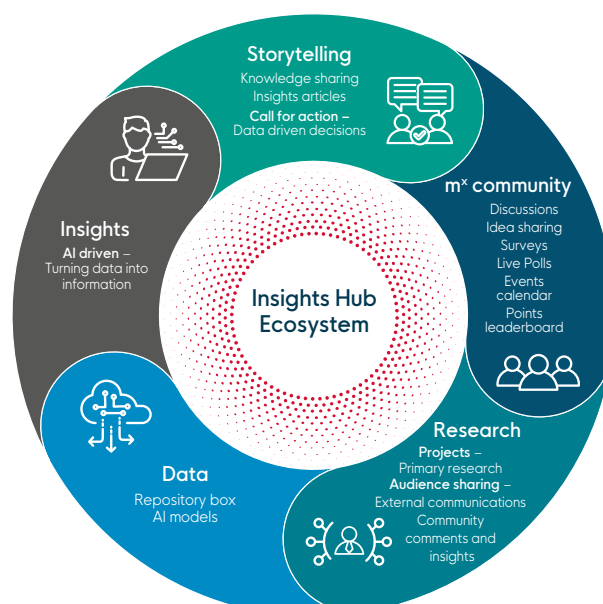 Storytelling
Knowledge sharing
Insights articles
Call for action –
Data driven decisions
mˣ community
Discussions
Idea sharing
Surveys
Live Polls
Events
calendar
Points
leaderboard
Research
Projects –
Primary research
Audience sharing –
External communications
Community
comments and
insights
Data
Repository box
AI models
Insights
AI driven –
Turning data into
information
Insights Hub
Ecosystem